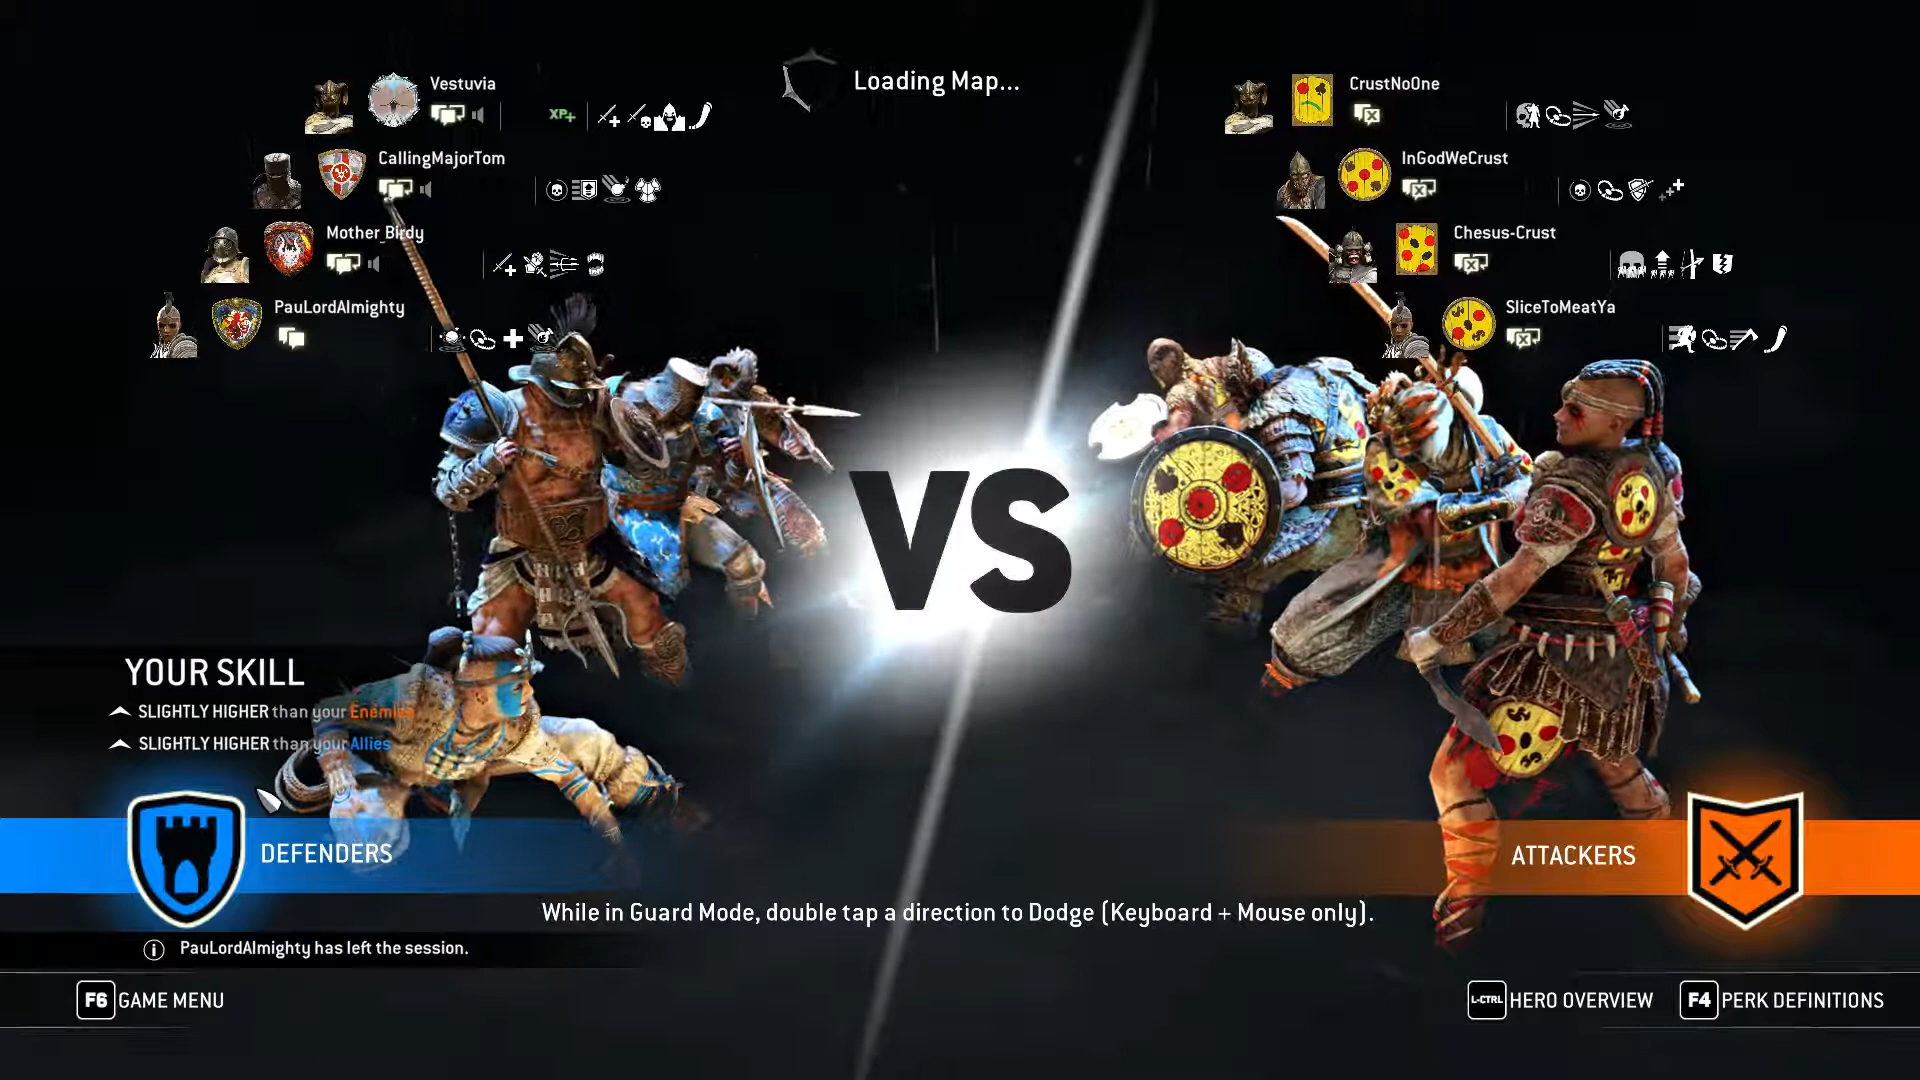 Loading Map...
Vestuvia
XP+
CallingMajorTom
Mother_Birdy
PauLordAlmighty
CrustNoOne
InGodWeCrust
Chesus-Crust
SliceToMeatYa
VS
YOUR SKILL
SLIGHTLY HIGHER than your Enemies
SLIGHTLY HIGHER than your Allies
DEFENDERS
ATTACKERS
While in Guard Mode, double tap a direction to Dodge (Keyboard + Mouse only).
PauLordAlmighty has left the session.
F6 GAME MENU
L-CTRL HERO OVERVIEW
F4 PERK DEFINITIONS